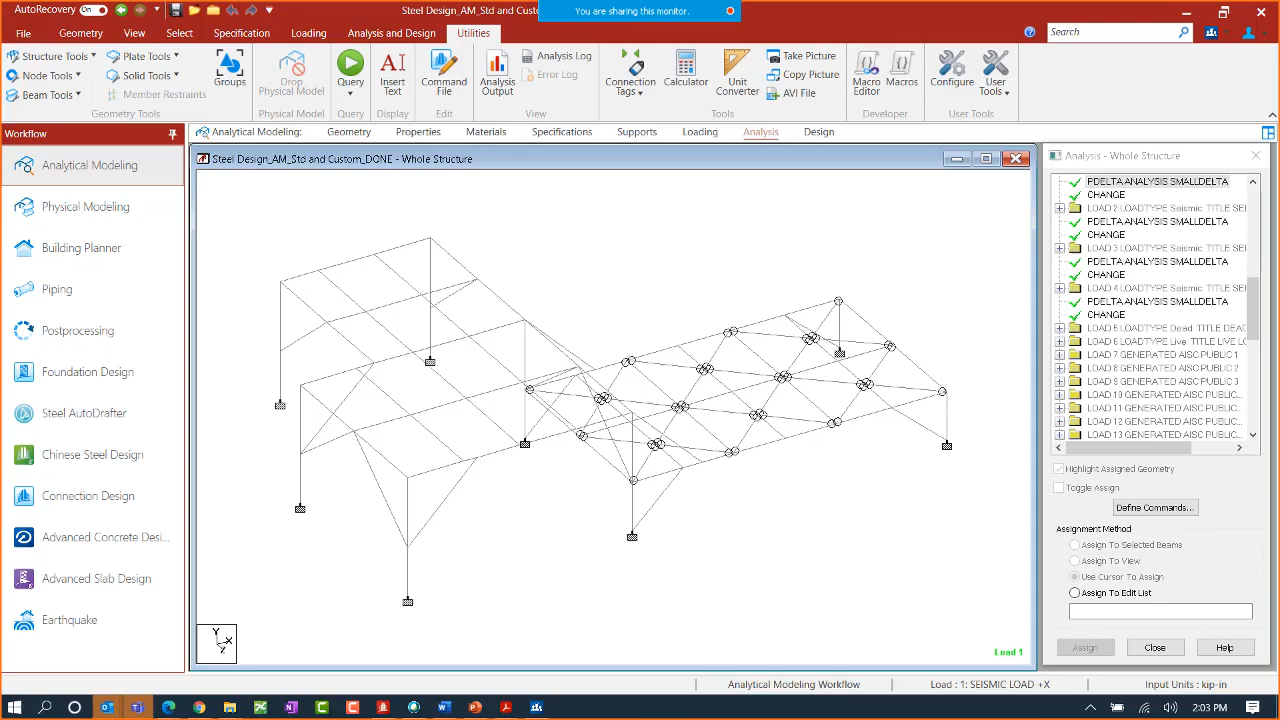 AutoRecovery On
Steel Design_AM_Std and Custo
You are sharing this monitor.
File Geometry View Select Specification Loading Analysis and Design Utilities
Search
Structure Tools
Node Tools
Beam Tools
Plate Tools
Solid Tools
Member Restraints
Geometry Tools
Groups
Drop
Physical Model
Physical Model
Query
Insert
Text
Display
Command
File
Edit
Analysis
Output
Analysis Log
Error Log
View
Connection
Tags
Calculator
Unit
Converter
Take Picture
Copy Picture
AVI File
Tools
Macro
Editor
Macros
Developer
Configure
User
Tools
User Tools
Workflow
Analytical Modeling: Geometry Properties Materials Specifications Supports Loading Analysis Design
Analytical Modeling
Physical Modeling
Building Planner
Piping
Postprocessing
Foundation Design
Steel AutoDrafter
Chinese Steel Design
Connection Design
Advanced Concrete Desi...
Advanced Slab Design
Earthquake
Steel Design_AM_Std and Custom_DONE - Whole Structure
Y
X
Z
Load 1
Analysis - Whole Structure
PDELTA ANALYSIS SMALLDELTA
CHANGE
LOAD 2 LOADTYPE Seismic TITLE SEI
PDELTA ANALYSIS SMALLDELTA
CHANGE
LOAD 3 LOADTYPE Seismic TITLE SEI
PDELTA ANALYSIS SMALLDELTA
CHANGE
LOAD 4 LOADTYPE Seismic TITLE SEI
PDELTA ANALYSIS SMALLDELTA
CHANGE
LOAD 5 LOADTYPE Dead TITLE DEAD
LOAD 6 LOADTYPE Live TITLE LIVE LO
LOAD 7 GENERATED AISC PUBLIC 1
LOAD 8 GENERATED AISC PUBLIC 2
LOAD 9 GENERATED AISC PUBLIC 3
LOAD 10 GENERATED AISC PUBLIC...
LOAD 11 GENERATED AISC PUBLIC...
LOAD 12 GENERATED AISC PUBLIC...
LOAD 13 GENERATED AISC PUBLIC...
Highlight Assigned Geometry
Toggle Assign
Define Commands...
Assignment Method
Assign To Selected Beams
Assign To View
Use Cursor To Assign
Assign To Edit List
Assign Close Help
Analytical Modeling Workflow Load : 1: SEISMIC LOAD +X Input Units : kip-in
2:03 PM